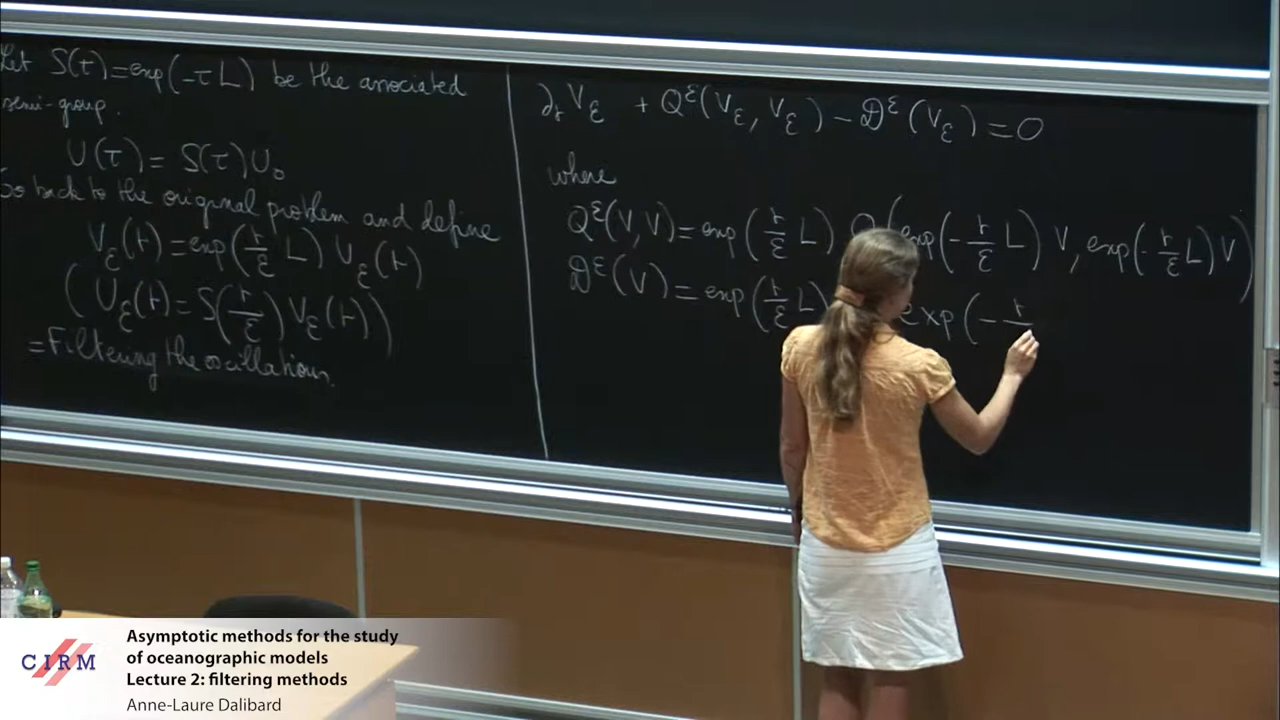 Let S(τ)=exp(-τL) be the associated
semi-group.
U(τ)= S(τ)U₀
Go back to the original problem and define
V_ε(t)=exp(t/ε L) U_ε(t)
(U_ε(t)=S(t/ε)V_ε(t))
=Filtering the oscillations.
∂_t V_ε + Q^ε(V_ε, V_ε) - D^ε(V_ε) = 0
where
Q^ε(V,V)=exp(t/ε L) Q(exp(-t/ε L) V, exp(-t/ε L)V)
D^ε(V) = exp(t/ε L) exp(-t
CIRM
Asymptotic methods for the study
of oceanographic models
Lecture 2: filtering methods
Anne-Laure Dalibard